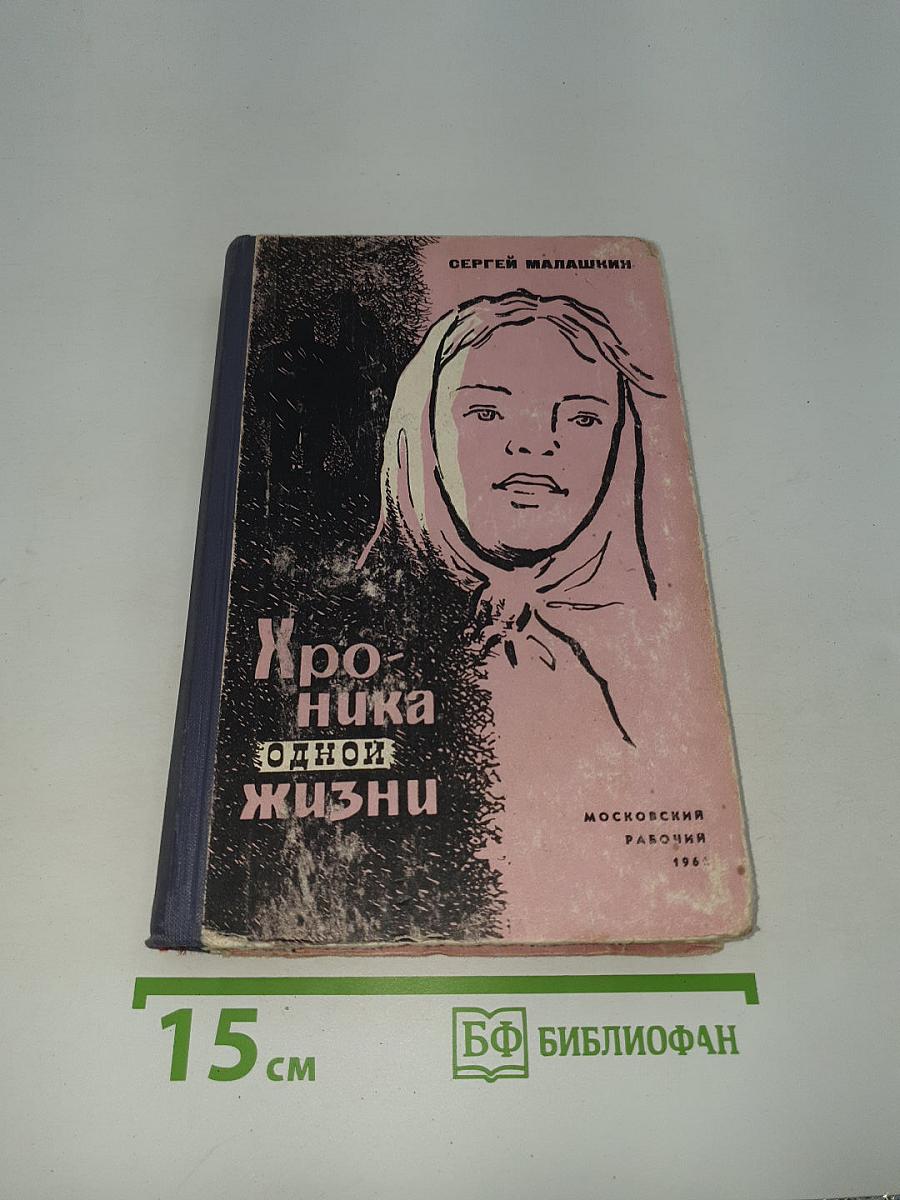 СЕРГЕЙ МАЛАШКИН
Хро-
ника
одной
жизни
МОСКОВСКИЙ
РАБОЧИЙ
15 см
БФ БИБЛИОФАН